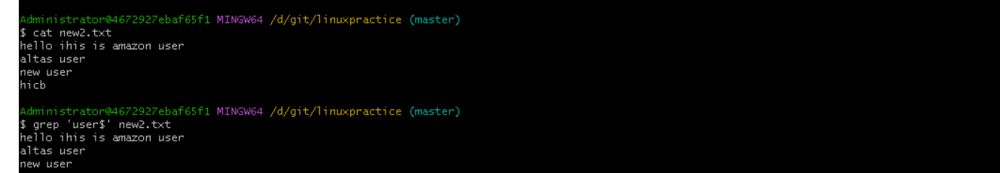 Administrator@4672927ebaf65f1 MINGW64 /d/git/linuxpractice (master)
$ cat new2.txt
hello ihis is amazon user
altas user
new user
hicb
Administrator@4672927ebaf65f1 MINGW64 /d/git/linuxpractice (master)
$ grep 'user$' new2.txt
hello ihis is amazon user
altas user
new user